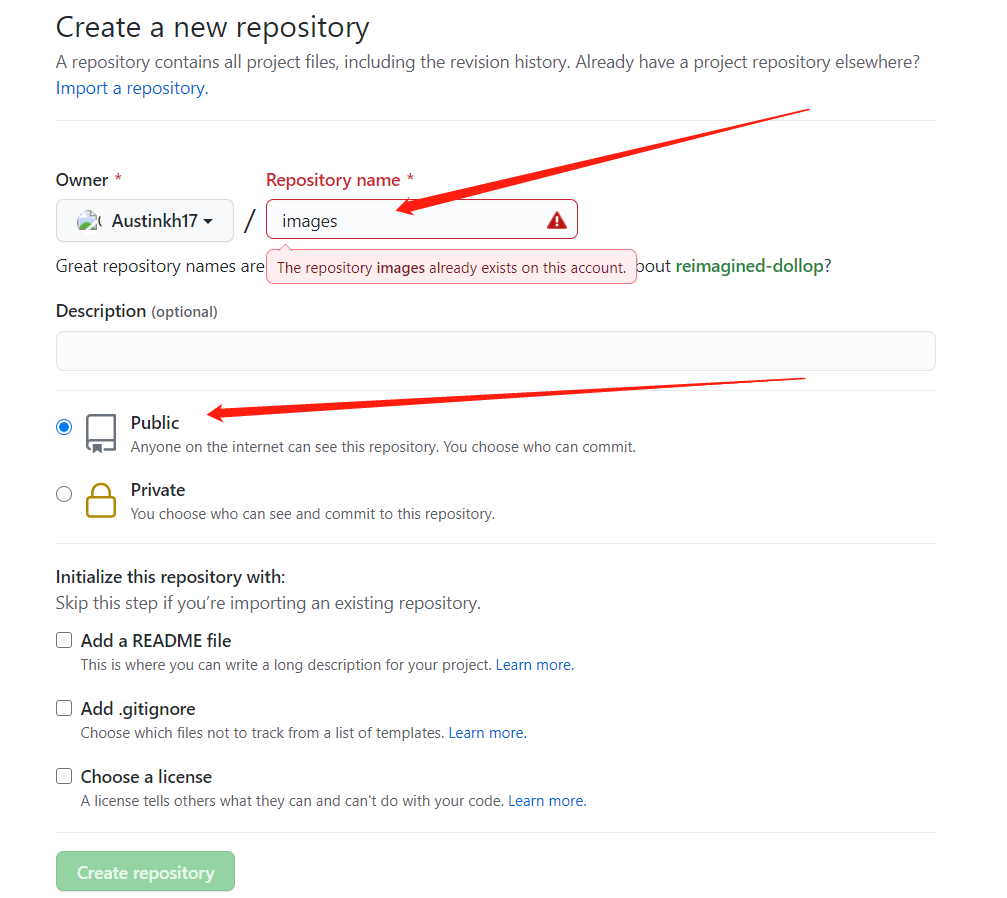 Create a new repository
A repository contains all project files, including the revision history. Already have a project repository elsewhere?
Import a repository.
Owner * Repository name *
Austinkh17 / images
Great repository names are The repository images already exists on this account. bout reimagined-dollop?
Description (optional)
Public
Anyone on the internet can see this repository. You choose who can commit.
Private
You choose who can see and commit to this repository.
Initialize this repository with:
Skip this step if you’re importing an existing repository.
Add a README file
This is where you can write a long description for your project. Learn more.
Add .gitignore
Choose which files not to track from a list of templates. Learn more.
Choose a license
A license tells others what they can and can't do with your code. Learn more.
Create repository